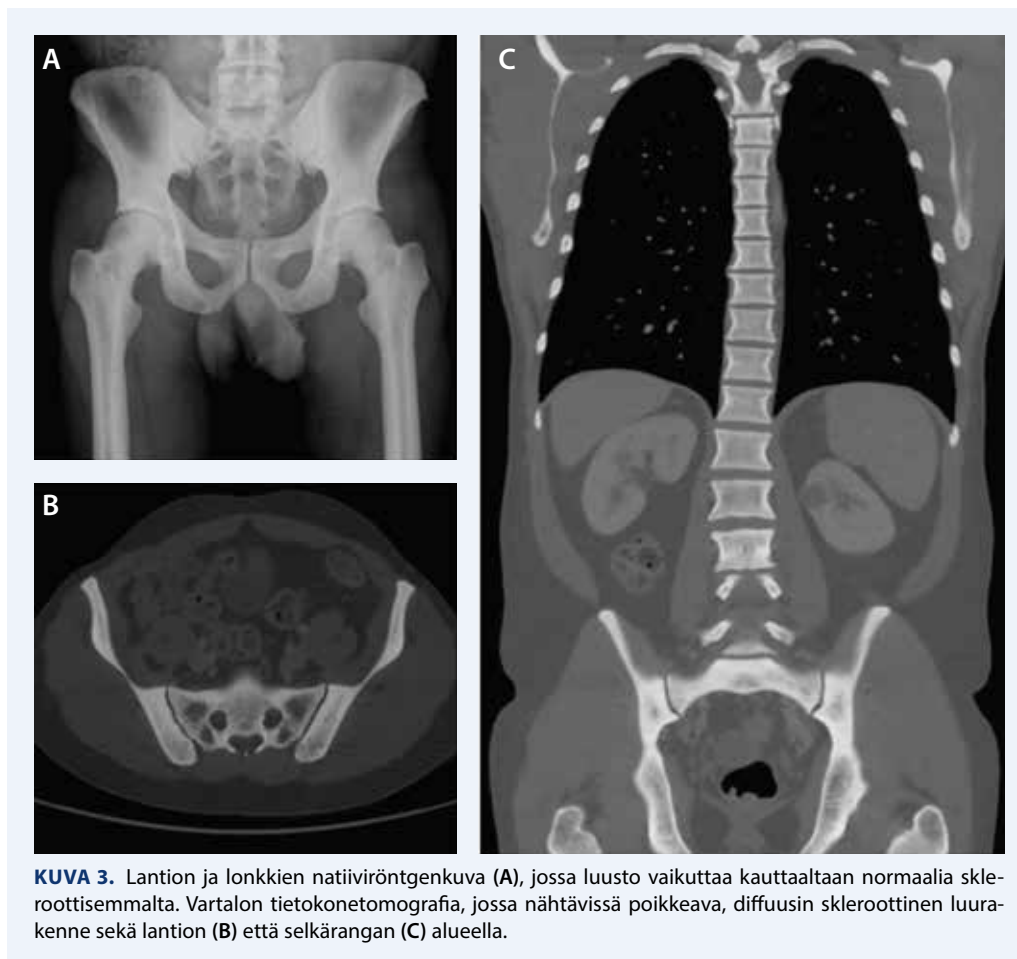 A
C
B
KUVA 3. Lantion ja lonkkien natiiviröntgenkuva (A), jossa luusto vaikuttaa kauttaaltaan normaalia skle-
roottisemmalta. Vartalon tietokonetomografia, jossa nähtävissä poikkeava, diffuusin skleroottinen luura-
kenne sekä lantion (B) että selkärangan (C) alueella.